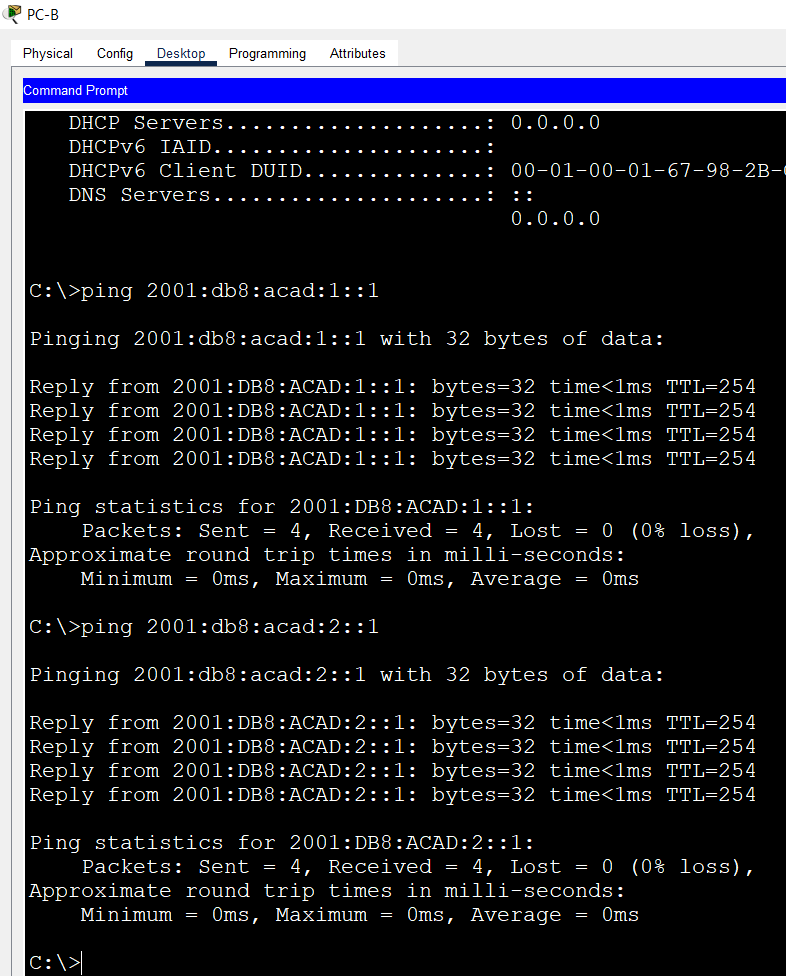 PC-B
Physical Config Desktop Programming Attributes
Command Prompt
DHCP Servers.....................: 0.0.0.0
DHCPv6 IAID.....................:
DHCPv6 Client DUID..............: 00-01-00-01-67-98-2B-
DNS Servers.....................: ::
0.0.0.0
C:\>ping 2001:db8:acad:1::1
Pinging 2001:db8:acad:1::1 with 32 bytes of data:
Reply from 2001:DB8:ACAD:1::1: bytes=32 time<1ms TTL=254
Reply from 2001:DB8:ACAD:1::1: bytes=32 time<1ms TTL=254
Reply from 2001:DB8:ACAD:1::1: bytes=32 time<1ms TTL=254
Reply from 2001:DB8:ACAD:1::1: bytes=32 time<1ms TTL=254
Ping statistics for 2001:DB8:ACAD:1::1:
Packets: Sent = 4, Received = 4, Lost = 0 (0% loss),
Approximate round trip times in milli-seconds:
Minimum = 0ms, Maximum = 0ms, Average = 0ms
C:\>ping 2001:db8:acad:2::1
Pinging 2001:db8:acad:2::1 with 32 bytes of data:
Reply from 2001:DB8:ACAD:2::1: bytes=32 time<1ms TTL=254
Reply from 2001:DB8:ACAD:2::1: bytes=32 time<1ms TTL=254
Reply from 2001:DB8:ACAD:2::1: bytes=32 time<1ms TTL=254
Reply from 2001:DB8:ACAD:2::1: bytes=32 time<1ms TTL=254
Ping statistics for 2001:DB8:ACAD:2::1:
Packets: Sent = 4, Received = 4, Lost = 0 (0% loss),
Approximate round trip times in milli-seconds:
Minimum = 0ms, Maximum = 0ms, Average = 0ms
C:\>